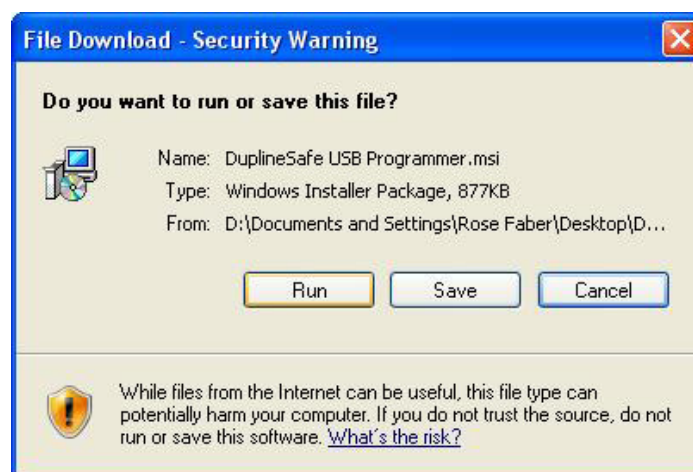 File Download - Security Warning
Do you want to run or save this file?
Name: DuplineSafe USB Programmer.msi
Type: Windows Installer Package, 877KB
From: D:\Documents and Settings\Rose Faber\Desktop\D...
Run Save Cancel
While files from the Internet can be useful, this file type can
potentially harm your computer. If you do not trust the source, do not
run or save this software. What's the risk?